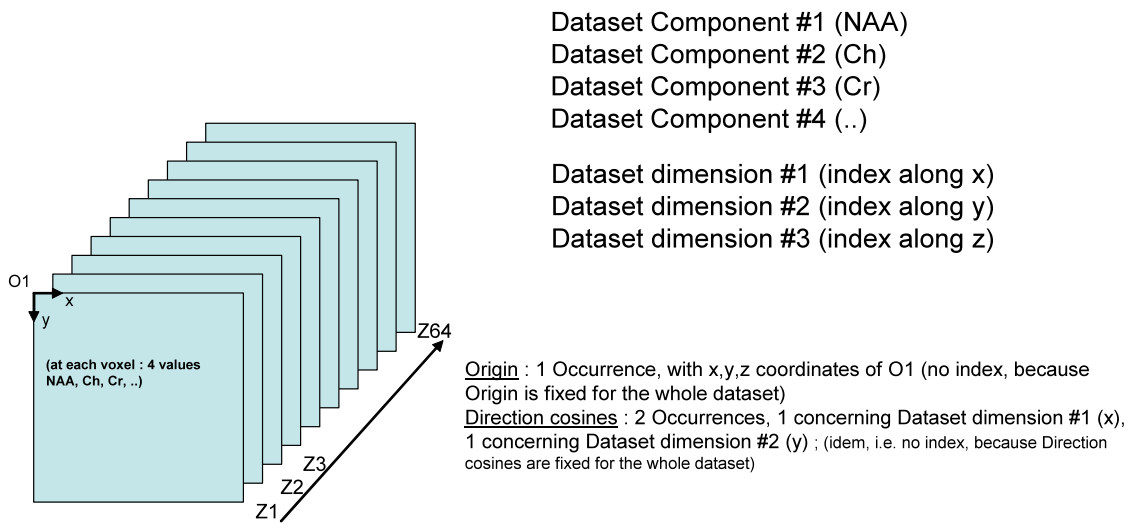 Dataset Component #1 (NAA)
Dataset Component #2 (Ch)
Dataset Component #3 (Cr)
Dataset Component #4 (..)
Dataset dimension #1 (index along x)
Dataset dimension #2 (index along y)
Dataset dimension #3 (index along z)
O1
x
y
(at each voxel : 4 values
NAA, Ch, Cr, ..)
Z64
Z3
Z2
Z1
Origin : 1 Occurrence, with x,y,z coordinates of O1 (no index, because
Origin is fixed for the whole dataset)
Direction cosines : 2 Occurrences, 1 concerning Dataset dimension #1 (x),
1 concerning Dataset dimension #2 (y) ; (idem, i.e. no index, because Direction
cosines are fixed for the whole dataset)